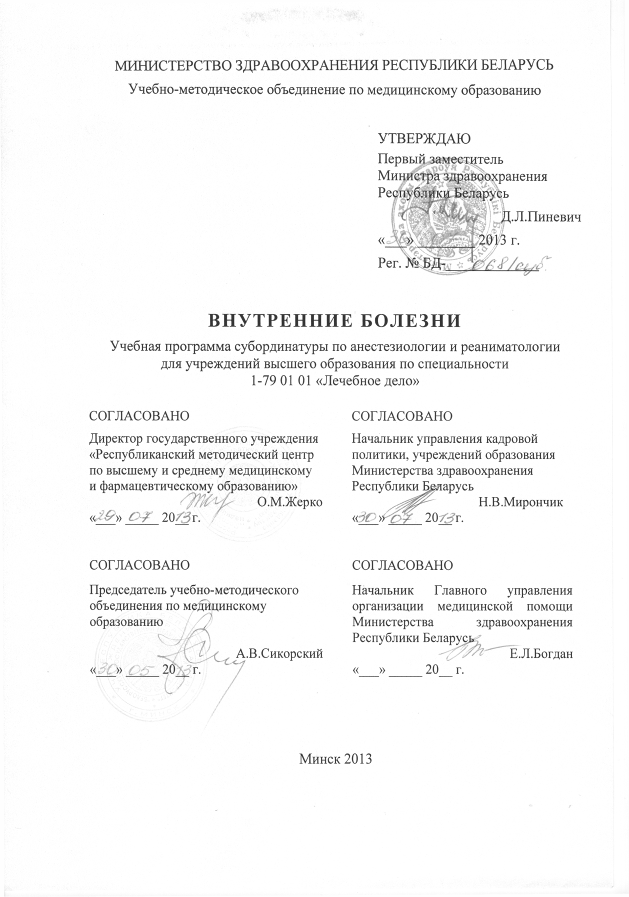 МИНИСТЕРСТВО ЗДРАВООХРАНЕНИЯ РЕСПУБЛИКИ БЕЛАРУСЬ
Учебно-методическое объединение по медицинскому образованию
УТВЕРЖДАЮ
Первый заместитель
Министра здравоохранения
Республики Беларусь
Д.Л.Пиневич
«___» ________ 2013 г.
Рег. № БД-068/суб.
ВНУТРЕННИЕ БОЛЕЗНИ
Учебная программа субординатуры по анестезиологии и реаниматологии
для учреждений высшего образования по специальности
1-79 01 01 «Лечебное дело»
СОГЛАСОВАНО
Директор государственного учреждения
«Республиканский методический центр
по высшему и среднему медицинскому
и фармацевтическому образованию»
О.М.Жерко
«29» 07 2013 г.
СОГЛАСОВАНО
Начальник управления кадровой
политики, учреждений образования
Министерства здравоохранения
Республики Беларусь
Н.В.Мирончик
«30» 07 2013 г.
СОГЛАСОВАНО
Председатель учебно-методического
объединения по медицинскому
образованию
А.В.Сикорский
«30» 05 2013 г.
СОГЛАСОВАНО
Начальник Главного управления
организации медицинской помощи
Министерства здравоохранения
Республики Беларусь
Е.Л.Богдан
«___» _____ 20__ г.
Минск 2013